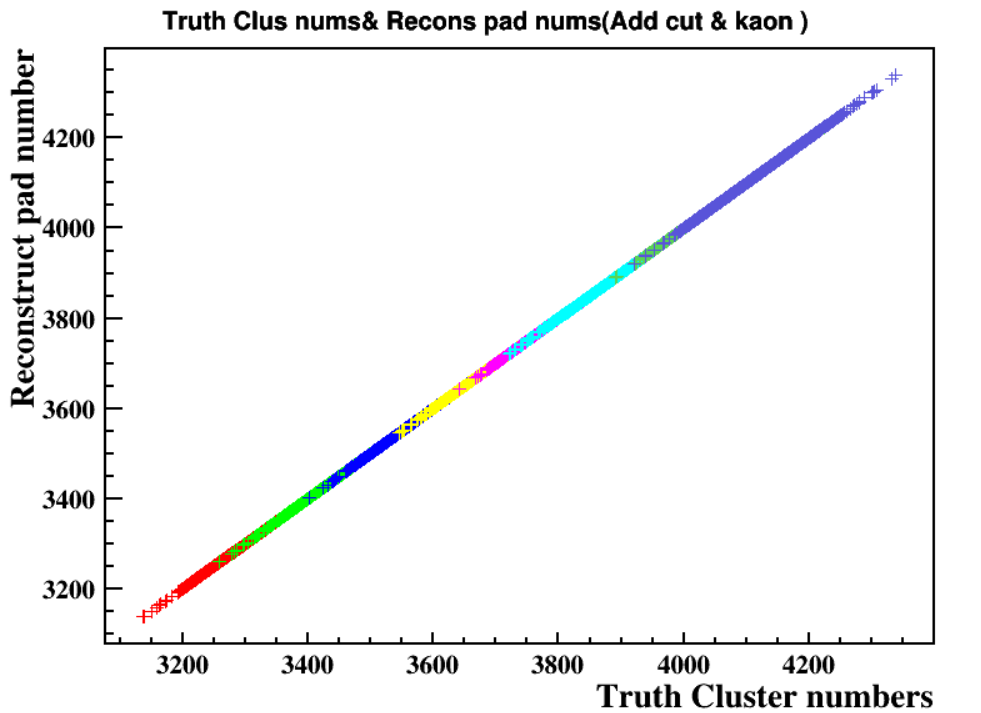 Truth Clus nums& Recons pad nums(Add cut & kaon )
Reconstruct pad number
4200
4000
3800
3600
3400
3200
3200 3400 3600 3800 4000 4200
Truth Cluster numbers